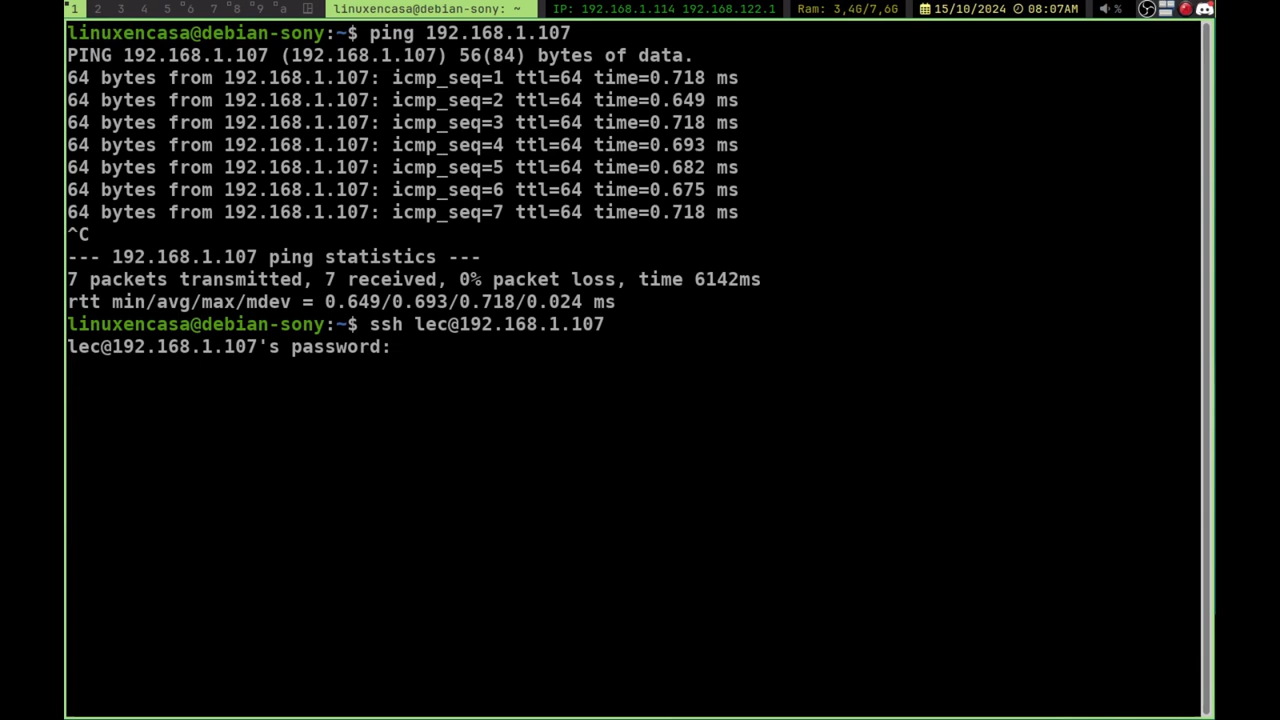 1 2 3 4 5 6 7 8 9 a linuxencasa@debian-sony: ~ IP: 192.168.1.114 192.168.122.1 Ram: 3,4G/7,6G 15/10/2024 08:07AM %
linuxencasa@debian-sony:~$ ping 192.168.1.107
PING 192.168.1.107 (192.168.1.107) 56(84) bytes of data.
64 bytes from 192.168.1.107: icmp_seq=1 ttl=64 time=0.718 ms
64 bytes from 192.168.1.107: icmp_seq=2 ttl=64 time=0.649 ms
64 bytes from 192.168.1.107: icmp_seq=3 ttl=64 time=0.718 ms
64 bytes from 192.168.1.107: icmp_seq=4 ttl=64 time=0.693 ms
64 bytes from 192.168.1.107: icmp_seq=5 ttl=64 time=0.682 ms
64 bytes from 192.168.1.107: icmp_seq=6 ttl=64 time=0.675 ms
64 bytes from 192.168.1.107: icmp_seq=7 ttl=64 time=0.718 ms
^C
--- 192.168.1.107 ping statistics ---
7 packets transmitted, 7 received, 0% packet loss, time 6142ms
rtt min/avg/max/mdev = 0.649/0.693/0.718/0.024 ms
linuxencasa@debian-sony:~$ ssh lec@192.168.1.107
lec@192.168.1.107's password: